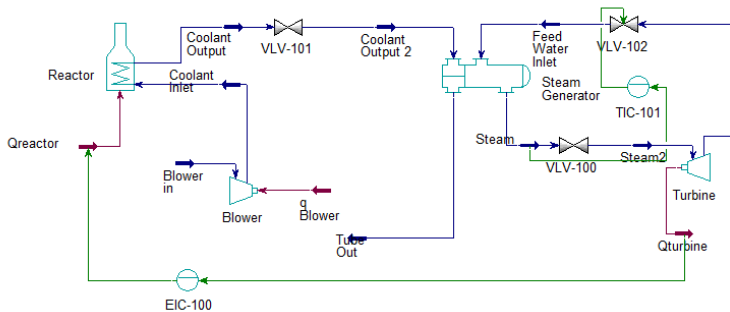 Coolant
Output
VLV-101
Coolant
Output 2
Feed
Water
Inlet
VLV-102
Reactor
Coolant
Inlet
Steam
Generator
TIC-101
Qreactor
Steam
VLV-100
Steam2
Blower
in
Blower
q
Blower
Turbine
Tube
Out
Qturbine
EIC-100